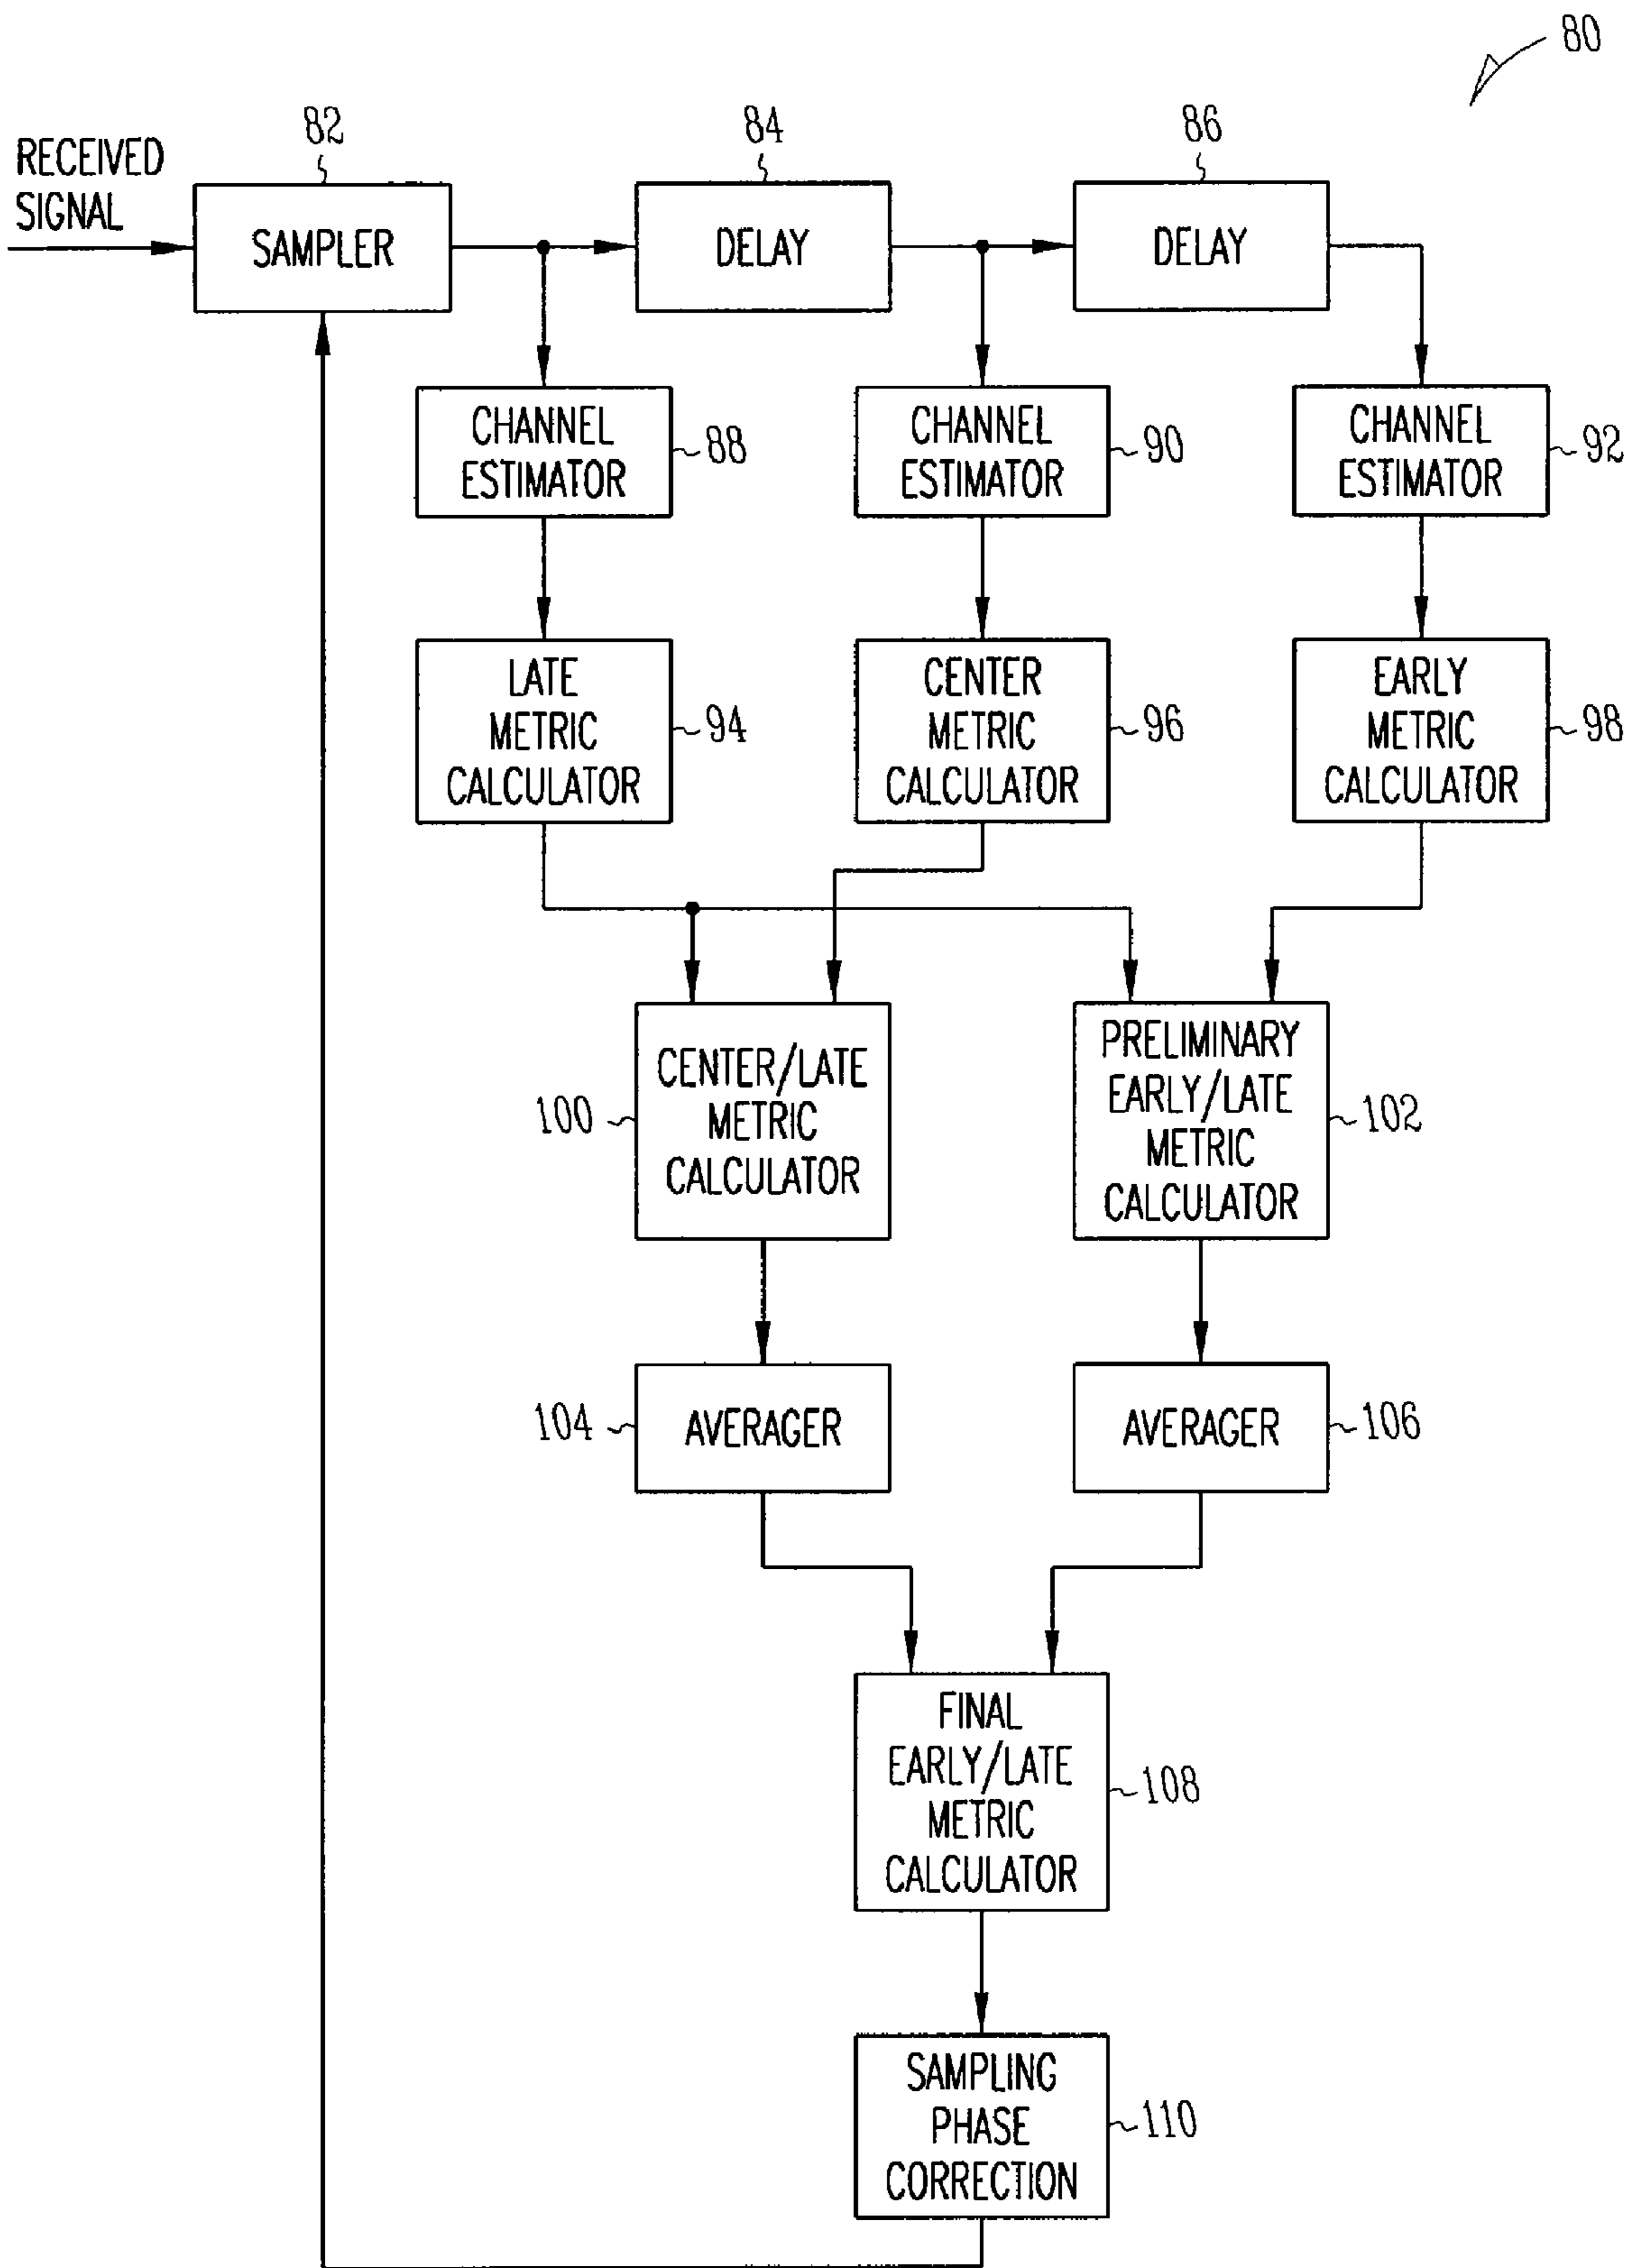 80
82
84
86
RECEIVED
SIGNAL
SAMPLER
DELAY
DELAY
CHANNEL
ESTIMATOR
88
CHANNEL
ESTIMATOR
90
CHANNEL
ESTIMATOR
92
LATE
METRIC
CALCULATOR
94
CENTER
METRIC
CALCULATOR
96
EARLY
METRIC
CALCULATOR
98
100
CENTER/LATE
METRIC
CALCULATOR
PRELIMINARY
EARLY/LATE
METRIC
CALCULATOR
102
104
AVERAGER
AVERAGER
106
FINAL
EARLY/LATE
METRIC
CALCULATOR
108
SAMPLING
PHASE
CORRECTION
110